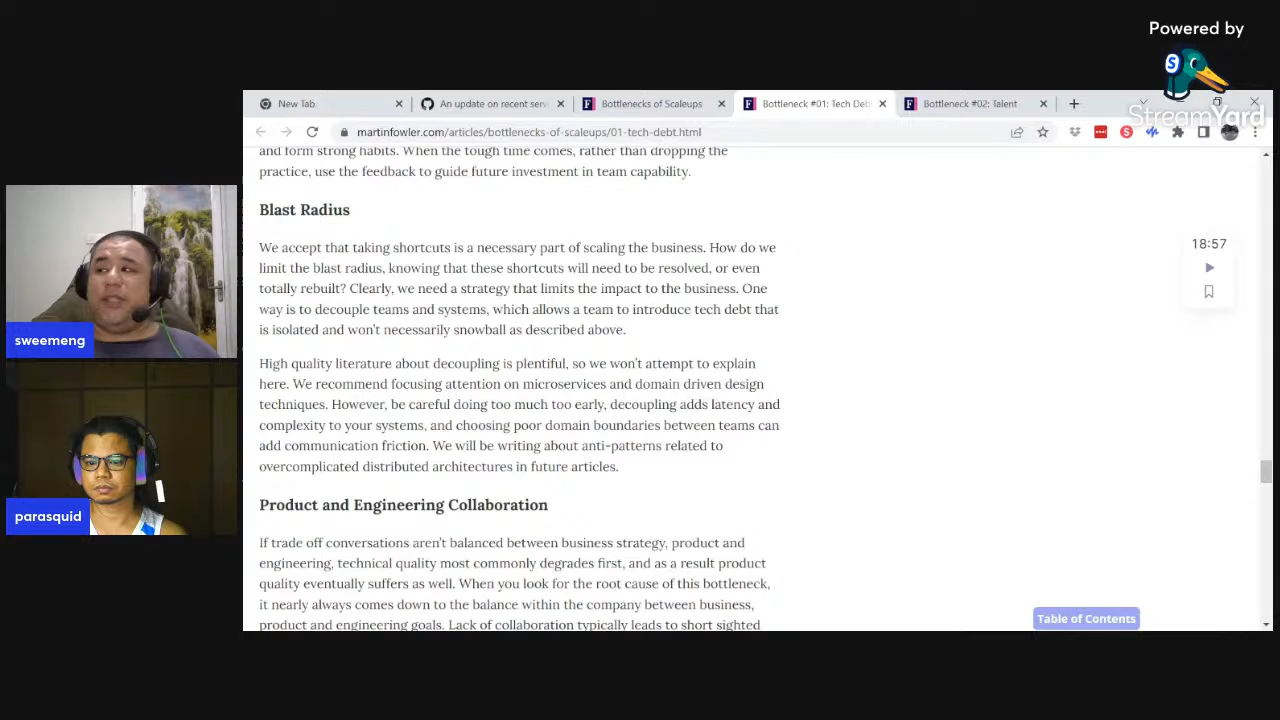 Powered by
S
StreamYard
New Tab
An update on recent serv
Bottlenecks of Scaleups
Bottleneck #01: Tech Deb
Bottleneck #02: Talent
martinfowler.com/articles/bottlenecks-of-scaleups/01-tech-debt.html
and form strong habits. When the tough time comes, rather than dropping the
practice, use the feedback to guide future investment in team capability.
Blast Radius
We accept that taking shortcuts is a necessary part of scaling the business. How do we
limit the blast radius, knowing that these shortcuts will need to be resolved, or even
totally rebuilt? Clearly, we need a strategy that limits the impact to the business. One
way is to decouple teams and systems, which allows a team to introduce tech debt that
is isolated and won't necessarily snowball as described above.
High quality literature about decoupling is plentiful, so we won't attempt to explain
here. We recommend focusing attention on microservices and domain driven design
techniques. However, be careful doing too much too early, decoupling adds latency and
complexity to your systems, and choosing poor domain boundaries between teams can
add communication friction. We will be writing about anti-patterns related to
overcomplicated distributed architectures in future articles.
Product and Engineering Collaboration
If trade off conversations aren't balanced between business strategy, product and
engineering, technical quality most commonly degrades first, and as a result product
quality eventually suffers as well. When you look for the root cause of this bottleneck,
it nearly always comes down to the balance within the company between business,
product and engineering goals. Lack of collaboration typically leads to short sighted
18:57
Table of Contents
sweemeng
parasquid